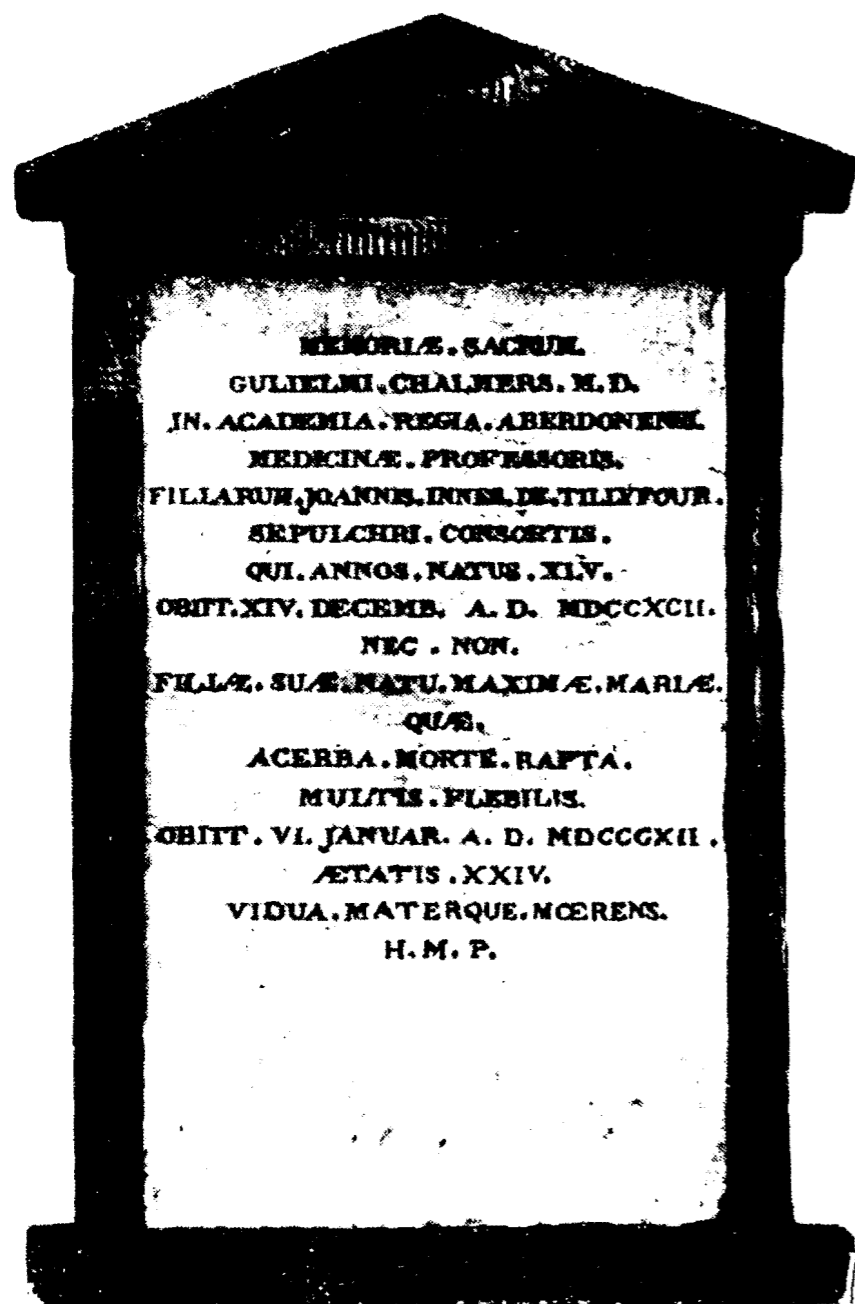 MEMORIÆ. SACRUM.
GULIELMI. CHALMERS. M. D.
IN. ACADEMIA. REGIA. ABERDONENSI.
MEDICINÆ. PROFESSORIS.
FILIARUM. JOANNIS. INNES. DE. TILLYFOUR.
SEPULCHRI. CONSORTIS.
QUI. ANNOS. NATUS. XLV.
OBIIT. XIV. DECEMB. A. D. MDCCXCII.
NEC. NON.
FILIÆ. SUÆ. NATU. MAXIMÆ. MARIÆ.
QUÆ.
ACERBA. MORTE. RAPTA.
MULTIS. FLEBILIS.
OBIIT. VI. JANUAR. A. D. MDCCCXII.
ÆTATIS. XXIV.
VIDUA. MATERQUE. MŒRENS.
H. M. P.